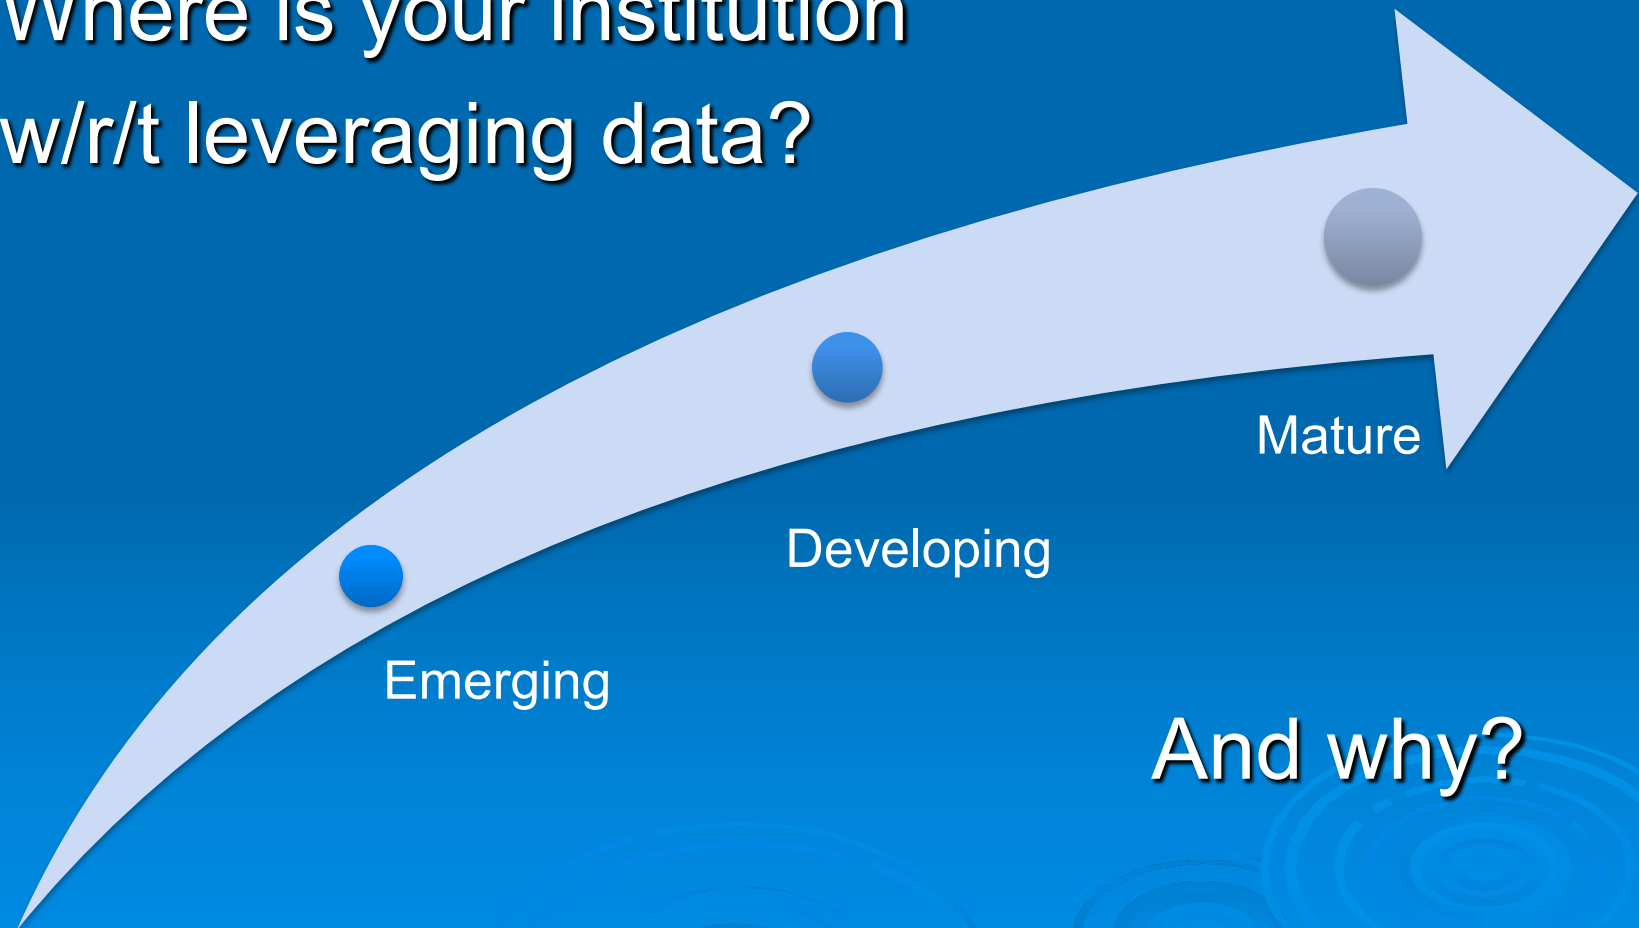 Where is your institution
w/r/t leveraging data?
Mature
Developing
Emerging
And why?